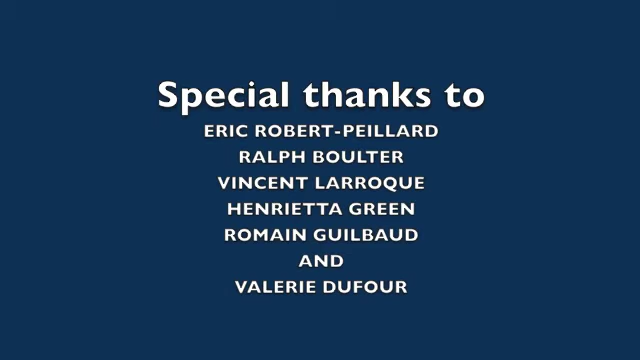 Special thanks to
ERIC ROBERT-PEILLARD
RALPH BOULTER
VINCENT LARROQUE
HENRIETTA GREEN
ROMAIN GUILBAUD
AND
VALERIE DUFOUR